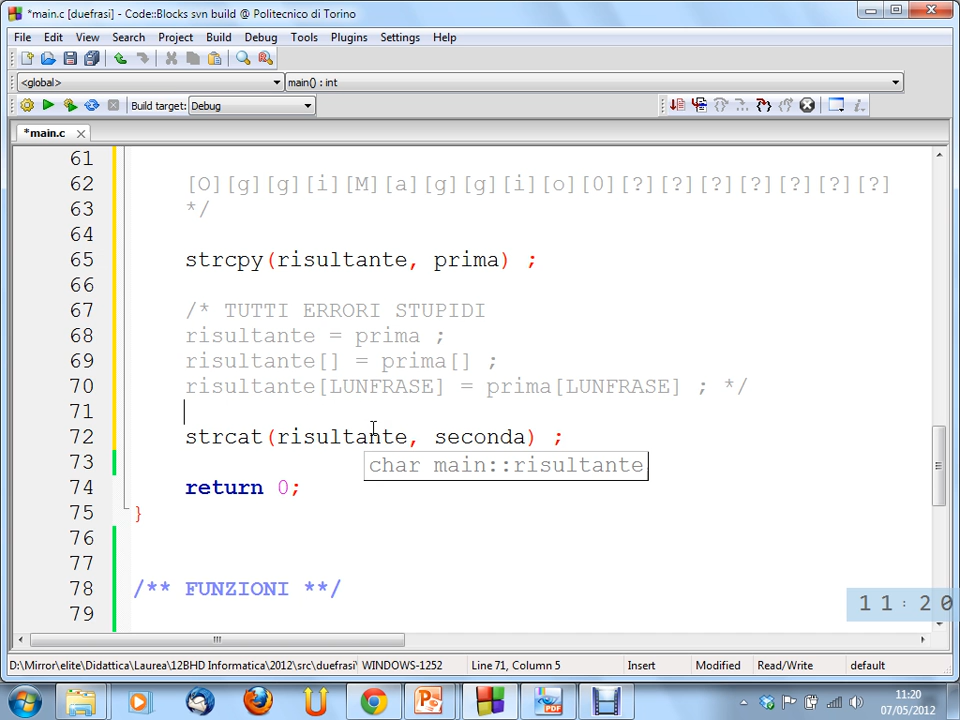 *main.c [duefrasi] - Code::Blocks svn build @ Politecnico di Torino
File Edit View Search Project Build Debug Tools Plugins Settings Help
<global> main() : int
Build target: Debug
*main.c
61
62 [O][g][g][i][M][a][g][g][i][o][0][?][?][?][?][?][?][?]
63 */
64
65 strcpy(risultante, prima) ;
66
67 /* TUTTI ERRORI STUPIDI
68 risultante = prima ;
69 risultante[] = prima[] ;
70 risultante[LUNFRASE] = prima[LUNFRASE] ; */
71
72 strcat(risultante, seconda) ;
73 char main::risultante
74 return 0;
75 }
76
77
78 /** FUNZIONI **/
79
11:20
D:\Mirror\elite\Didattica\Laurea\12BHD Informatica\2012\src\duefrasi\ WINDOWS-1252 Line 71, Column 5 Insert Modified Read/Write default
11:20
07/05/2012